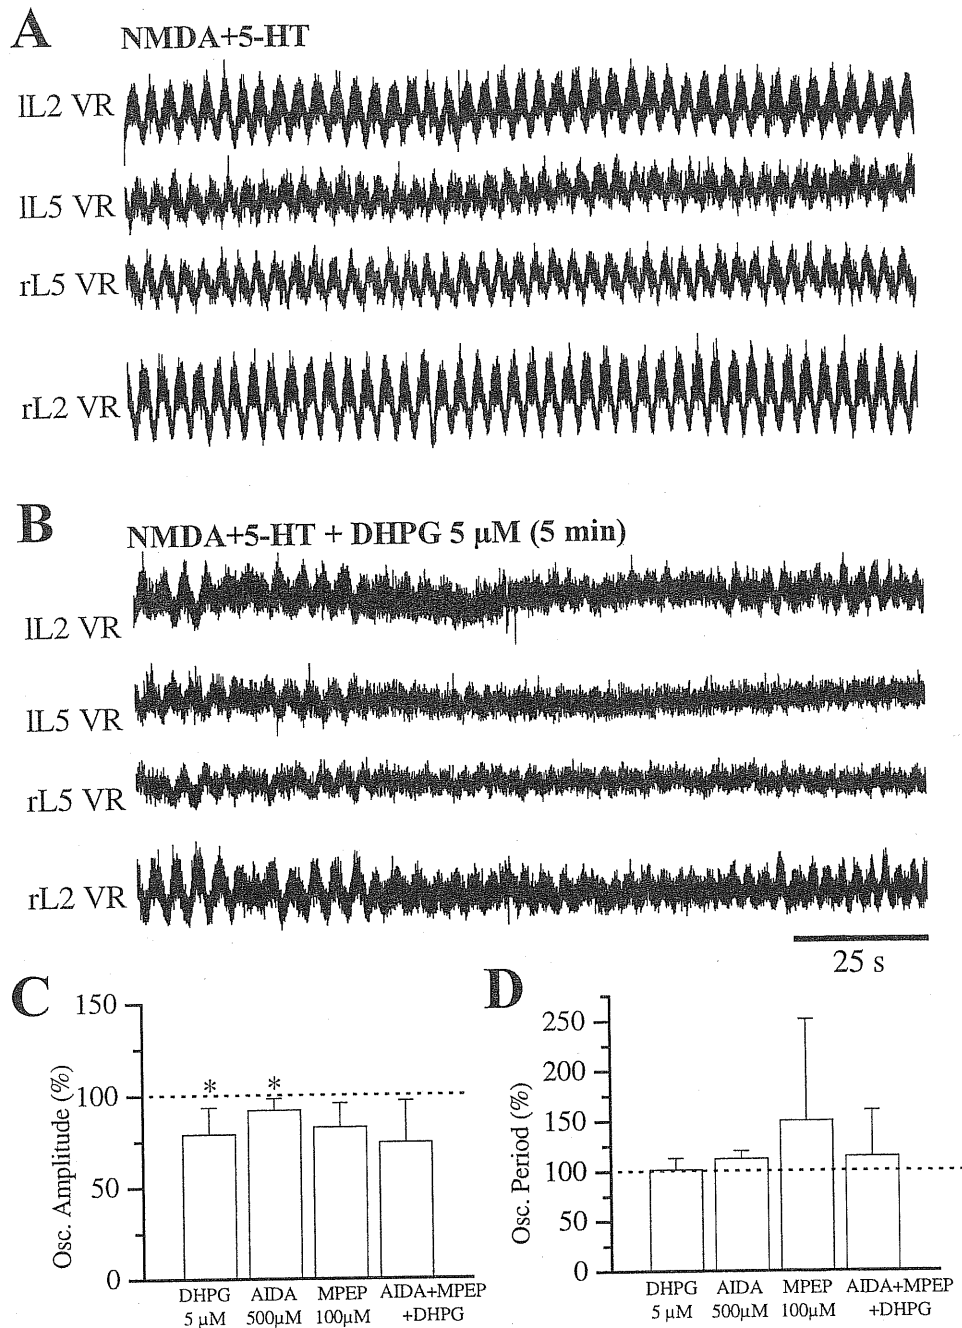 A
NMDA+5-HT
lL2 VR
lL5 VR
rL5 VR
rL2 VR
B
NMDA+5-HT + DHPG 5 µM (5 min)
lL2 VR
lL5 VR
rL5 VR
rL2 VR
25 s
C
150
100
50
0
Osc. Amplitude (%)
*
*
DHPG
5 µM
AIDA
500µM
MPEP
100µM
AIDA+MPEP
+DHPG
D
250
200
150
100
50
0
Osc. Period (%)
DHPG
5 µM
AIDA
500µM
MPEP
100µM
AIDA+MPEP
+DHPG